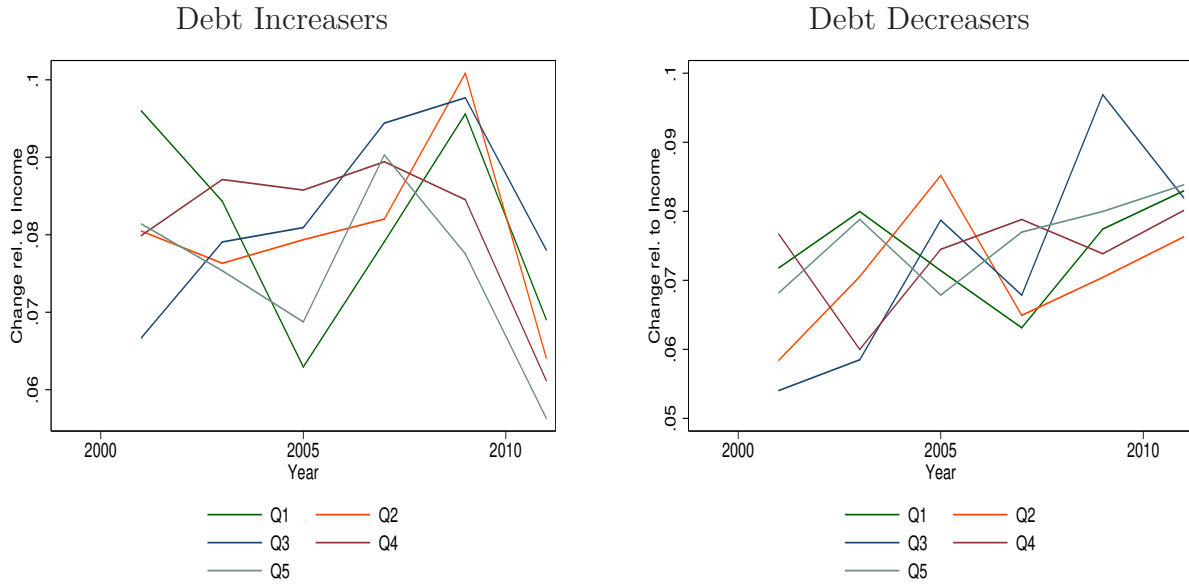 Debt Increasers
Change rel. to Income
.1
.09
.08
.07
.06
2000 2005 2010
Year
Q1 Q2
Q3 Q4
Q5
Debt Decreasers
Change rel. to Income
.1
.09
.08
.07
.06
.05
2000 2005 2010
Year
Q1 Q2
Q3 Q4
Q5